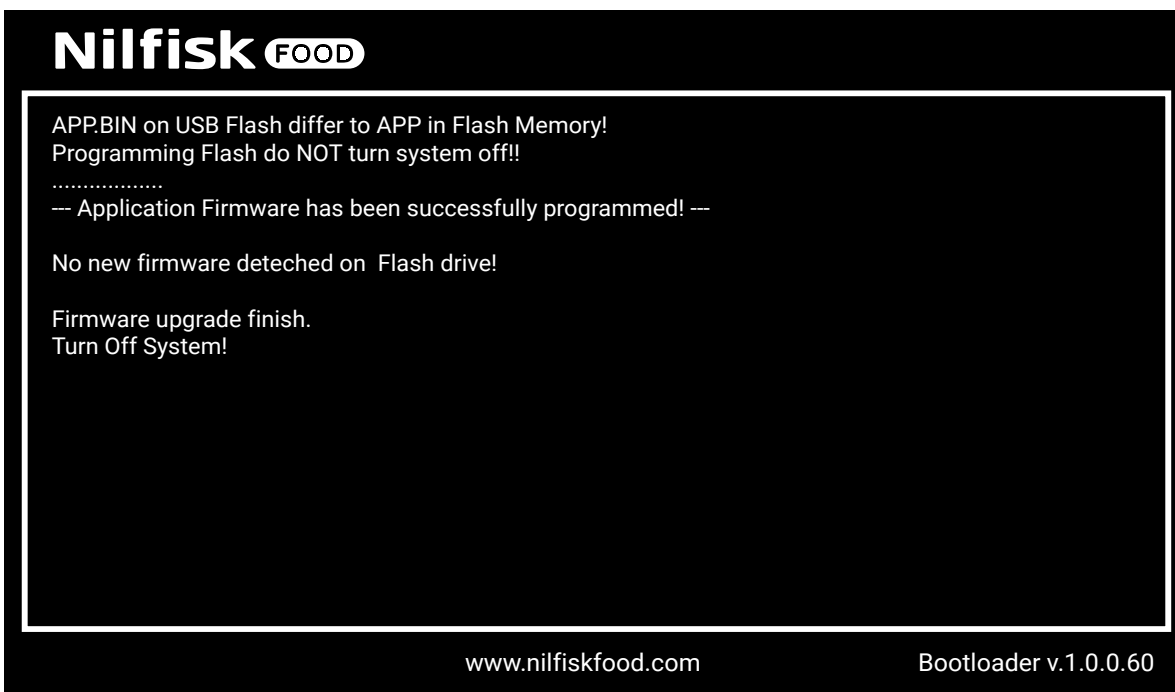 Nilfisk FOOD
APP.BIN on USB Flash differ to APP in Flash Memory!
Programming Flash do NOT turn system off!!
..................
--- Application Firmware has been successfully programmed! ---
No new firmware deteched on  Flash drive!
Firmware upgrade finish.
Turn Off System!
www.nilfiskfood.com
Bootloader v.1.0.0.60